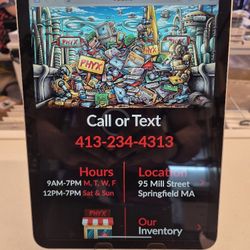 PHYX
Call or Text
413-234-4313
Hours
9AM-7PM M, T, W, F
12PM-7PM Sat & Sun
Location
95 Mill Street
Springfield MA
PHYX
Our
Inventory